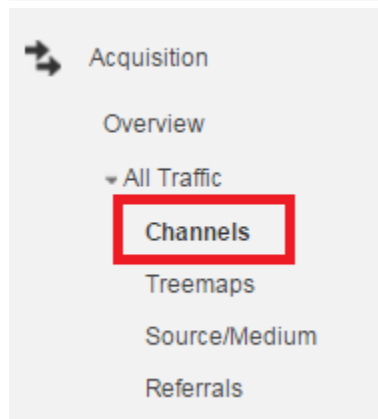 Acquisition
Overview
All Traffic
Channels
Treemaps
Source/Medium
Referrals